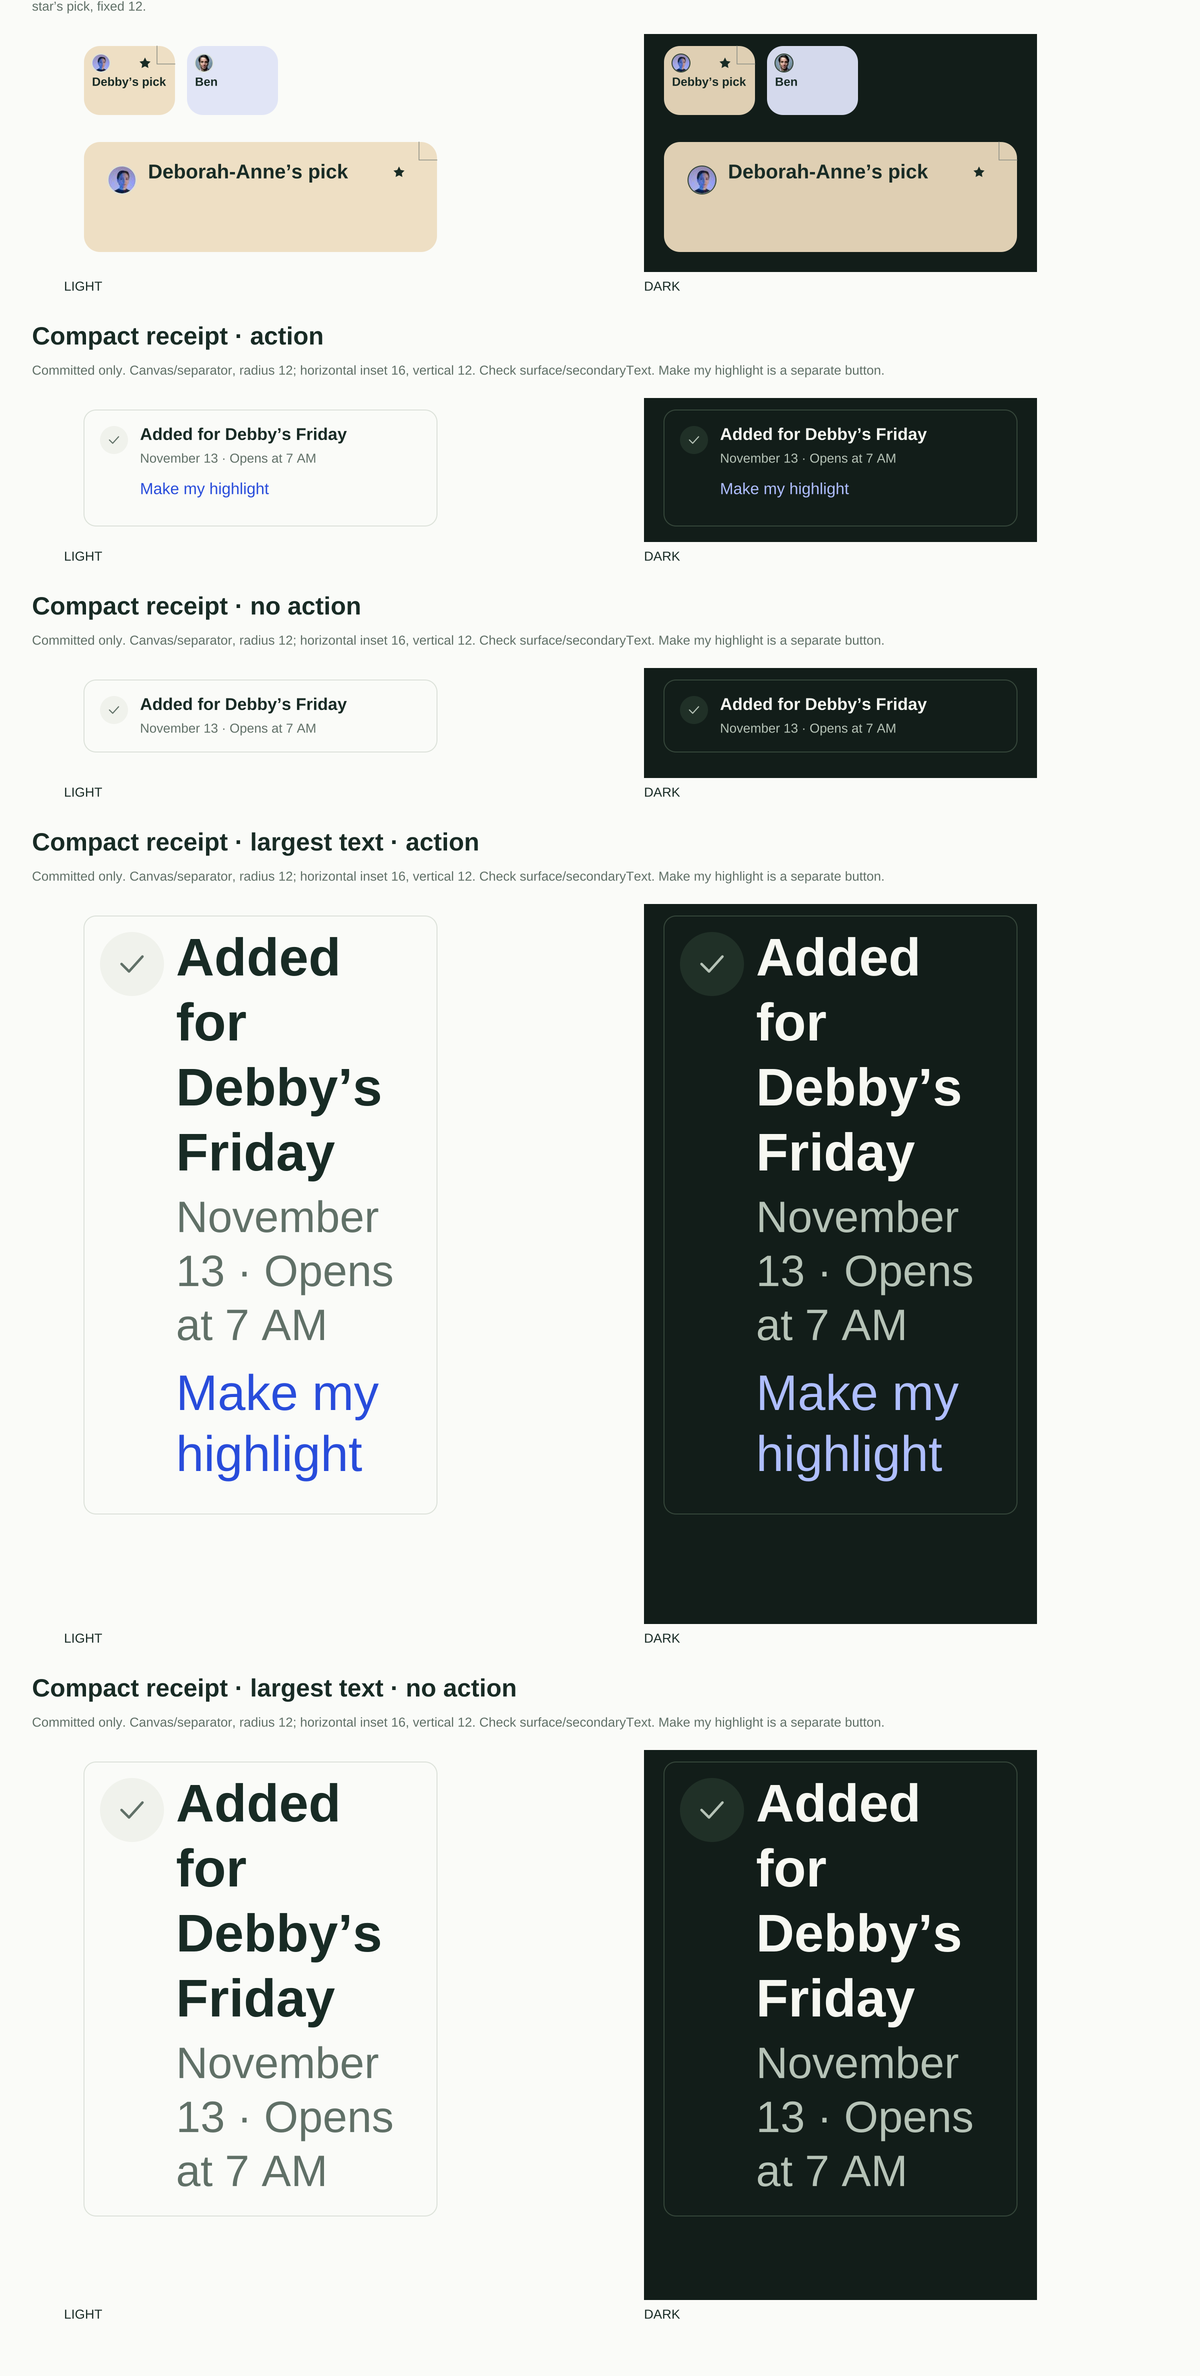 star’s pick, fixed 12.
Debby’s pick
Ben
Debby’s pick
Ben
Deborah-Anne’s pick
Deborah-Anne’s pick
LIGHT
DARK
Compact receipt · action
Committed only. Canvas/separator, radius 12; horizontal inset 16, vertical 12. Check surface/secondaryText. Make my highlight is a separate button.
Added for Debby’s Friday
November 13 · Opens at 7 AM
Make my highlight
Added for Debby’s Friday
November 13 · Opens at 7 AM
Make my highlight
LIGHT
DARK
Compact receipt · no action
Committed only. Canvas/separator, radius 12; horizontal inset 16, vertical 12. Check surface/secondaryText. Make my highlight is a separate button.
Added for Debby’s Friday
November 13 · Opens at 7 AM
Added for Debby’s Friday
November 13 · Opens at 7 AM
LIGHT
DARK
Compact receipt · largest text · action
Committed only. Canvas/separator, radius 12; horizontal inset 16, vertical 12. Check surface/secondaryText. Make my highlight is a separate button.
Added
for
Debby’s
Friday
November
13 · Opens
at 7 AM
Make my
highlight
Added
for
Debby’s
Friday
November
13 · Opens
at 7 AM
Make my
highlight
LIGHT
DARK
Compact receipt · largest text · no action
Committed only. Canvas/separator, radius 12; horizontal inset 16, vertical 12. Check surface/secondaryText. Make my highlight is a separate button.
Added
for
Debby’s
Friday
November
13 · Opens
at 7 AM
Added
for
Debby’s
Friday
November
13 · Opens
at 7 AM
LIGHT
DARK